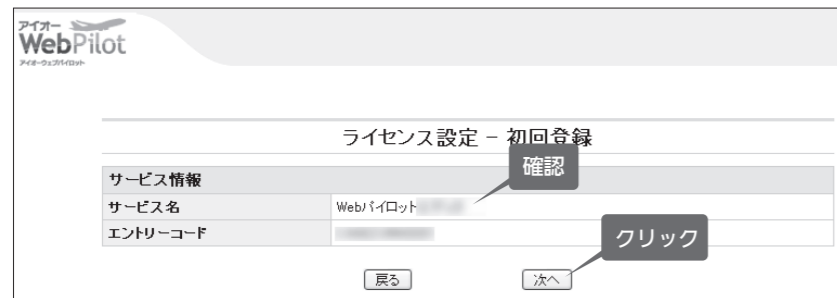 アイオー
WebPilot
アイオーウェブパイロット
ライセンス設定 － 初回登録
確認
サービス情報
サービス名 Webパイロット
エントリーコード
クリック
戻る 次へ